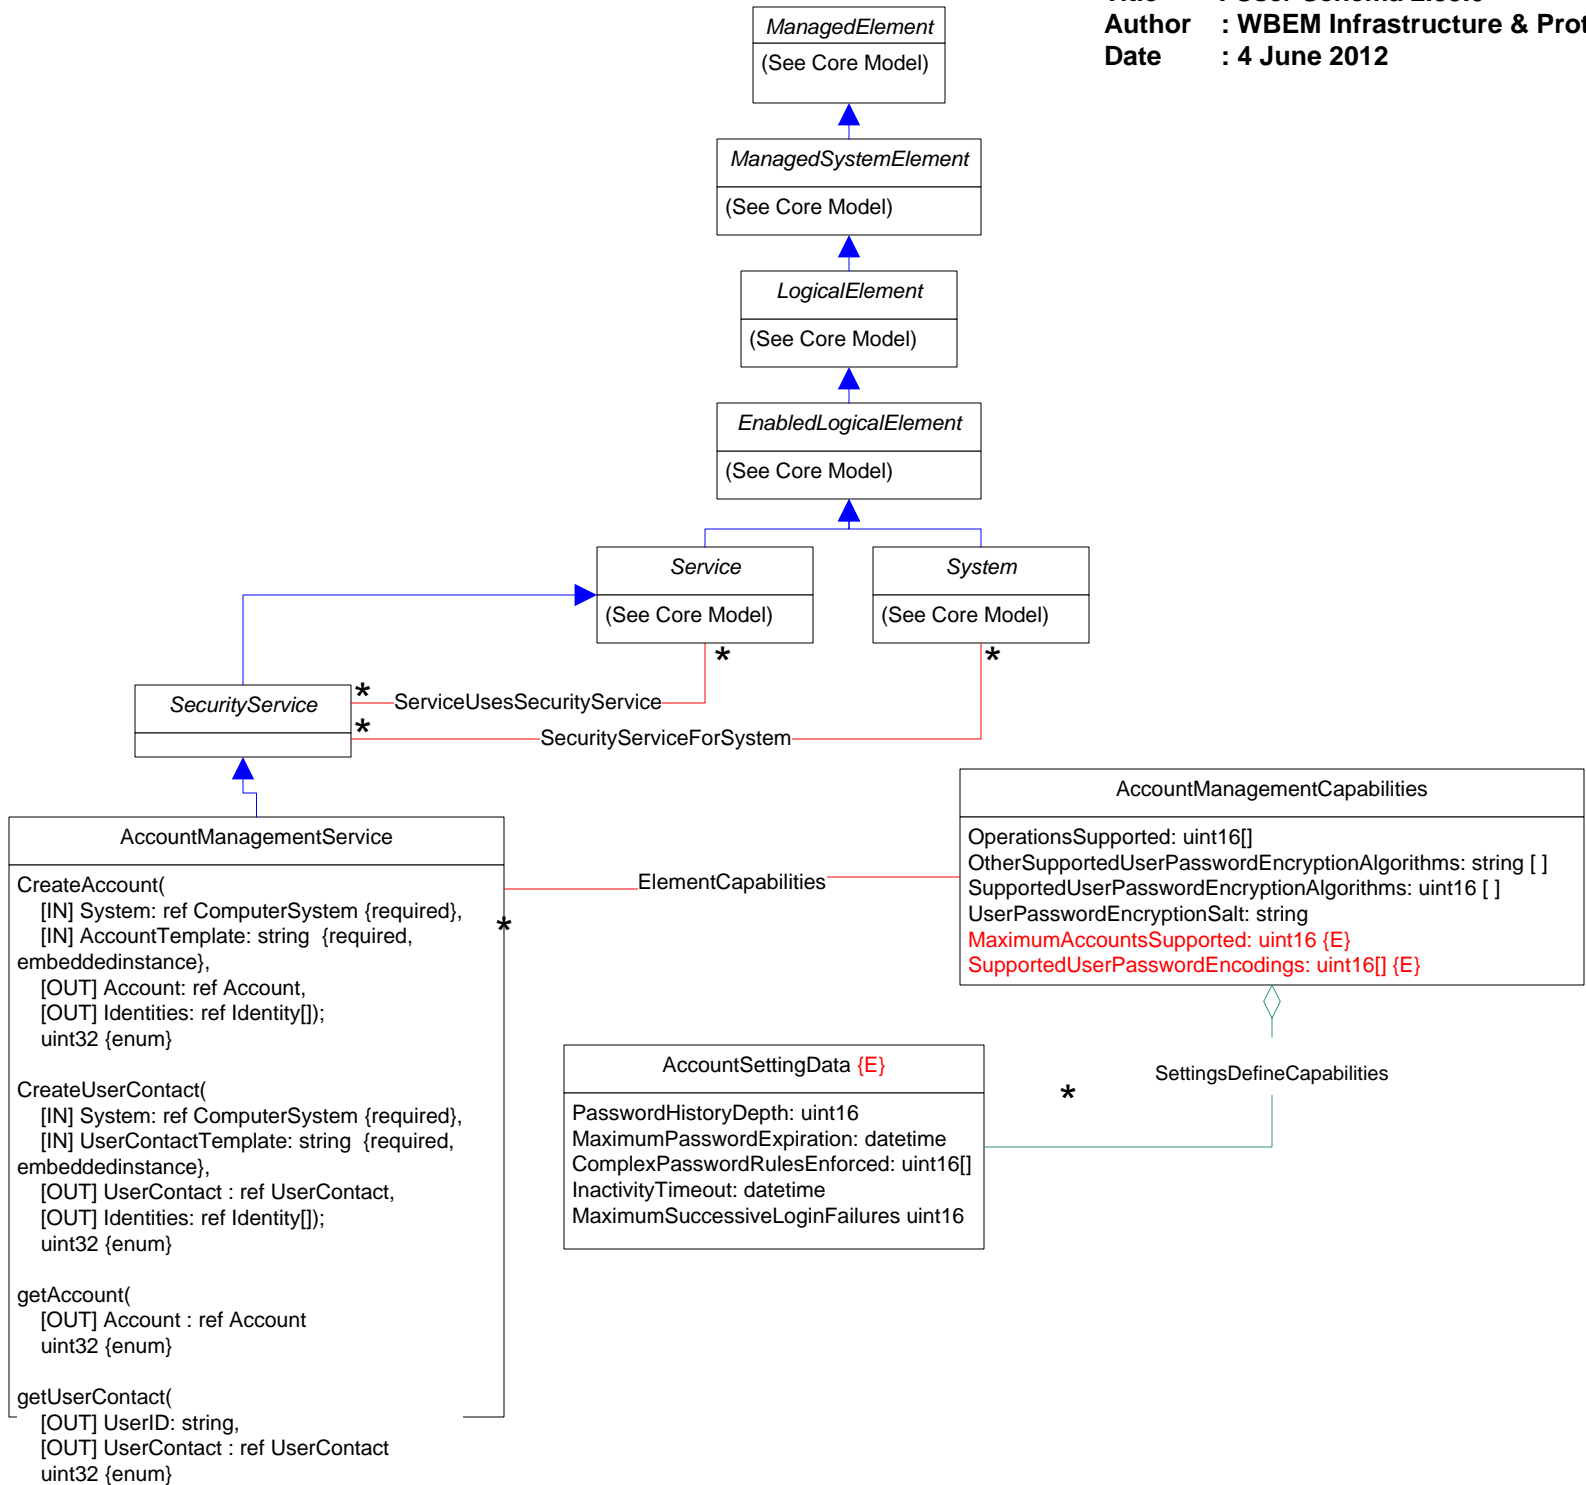 Author : WBEM Infrastructure & Prot
Date : 4 June 2012
ManagedElement
(See Core Model)
ManagedSystemElement
(See Core Model)
LogicalElement
(See Core Model)
EnabledLogicalElement
(See Core Model)
Service
(See Core Model)
System
(See Core Model)
*
*
SecurityService
*
ServiceUsesSecurityService
*
SecurityServiceForSystem
AccountManagementService
CreateAccount(
[IN] System: ref ComputerSystem {required},
[IN] AccountTemplate: string {required,
embeddedinstance},
[OUT] Account: ref Account,
[OUT] Identities: ref Identity[]);
uint32 {enum}
CreateUserContact(
[IN] System: ref ComputerSystem {required},
[IN] UserContactTemplate: string {required,
embeddedinstance},
[OUT] UserContact : ref UserContact,
[OUT] Identities: ref Identity[]);
uint32 {enum}
getAccount(
[OUT] Account : ref Account
uint32 {enum}
getUserContact(
[OUT] UserID: string,
[OUT] UserContact : ref UserContact
uint32 {enum}
ElementCapabilities
*
AccountManagementCapabilities
OperationsSupported: uint16[]
OtherSupportedUserPasswordEncryptionAlgorithms: string [ ]
SupportedUserPasswordEncryptionAlgorithms: uint16 [ ]
UserPasswordEncryptionSalt: string
MaximumAccountsSupported: uint16 {E}
SupportedUserPasswordEncodings: uint16[] {E}
AccountSettingData {E}
PasswordHistoryDepth: uint16
MaximumPasswordExpiration: datetime
ComplexPasswordRulesEnforced: uint16[]
InactivityTimeout: datetime
MaximumSuccessiveLoginFailures uint16
*
SettingsDefineCapabilities